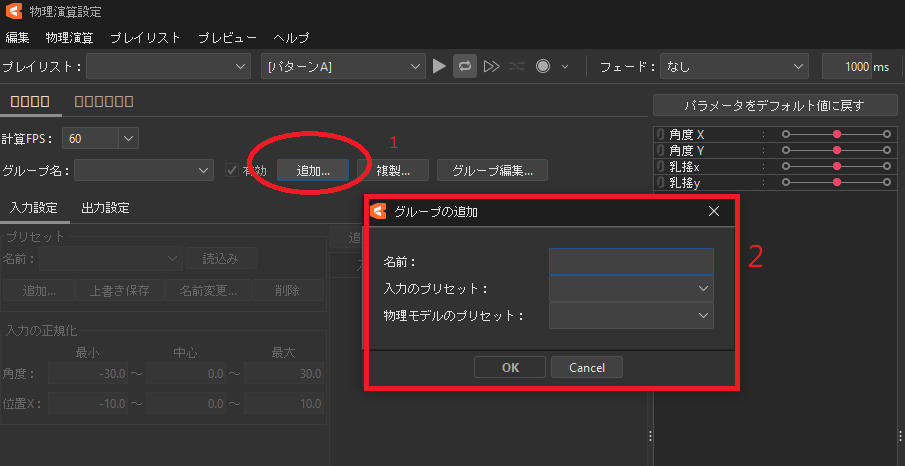 物理演算設定
編集 物理演算 プレイリスト プレビュー ヘルプ
プレイリスト： [パターンA] フェード： なし 1000 ms
パラメータをデフォルト値に戻す
計算FPS： 60
角度 X ：
角度 Y ：
乳揺x ：
乳揺y ：
1
グループ名： 有効 追加... 複製... グループ編集...
入力設定 出力設定
プリセット
名前： 読込み
追加... 上書き保存 名前変更... 削除
入力の正規化
最小 中心 最大
角度： -30.0 ～ 0.0 ～ 30.0
位置X： -10.0 ～ 0.0 ～ 10.0
グループの追加
2
名前：
入力のプリセット：
物理モデルのプリセット：
OK Cancel